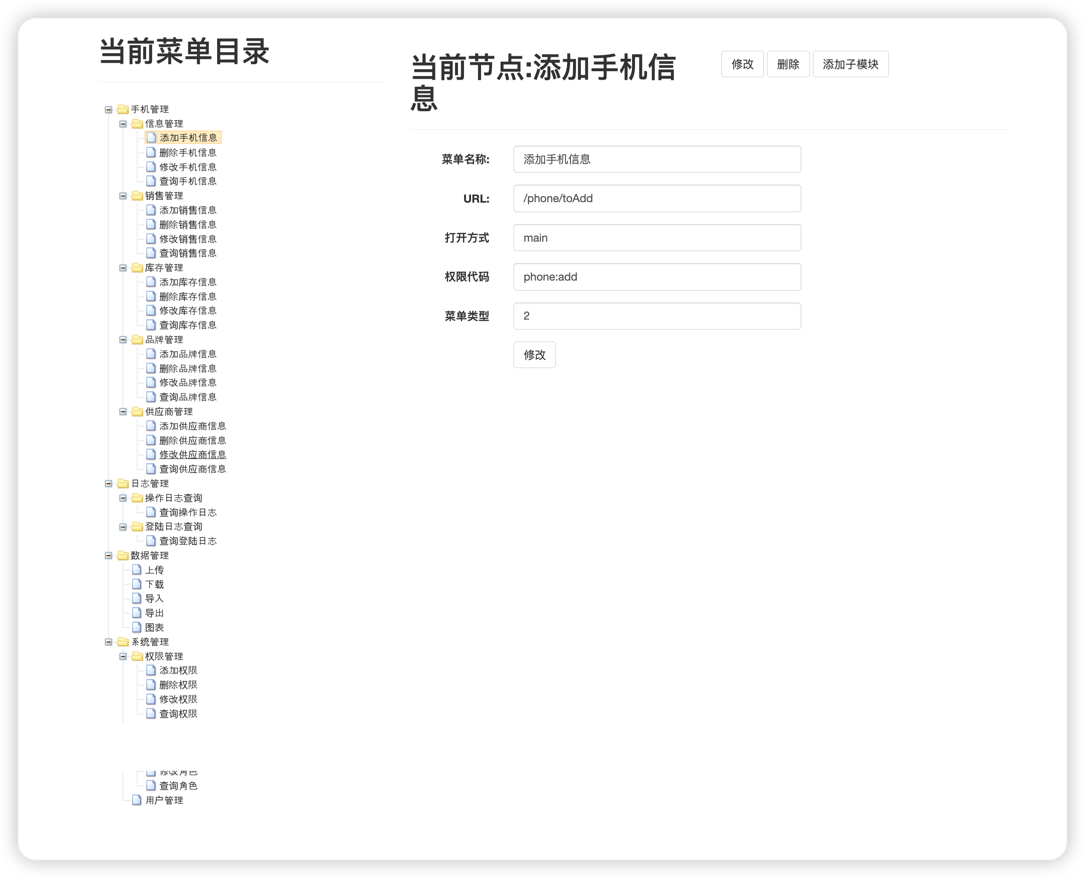 当前菜单目录
手机管理
信息管理
添加手机信息
删除手机信息
修改手机信息
查询手机信息
销售管理
添加销售信息
删除销售信息
修改销售信息
查询销售信息
库存管理
添加库存信息
删除库存信息
修改库存信息
查询库存信息
品牌管理
添加品牌信息
删除品牌信息
修改品牌信息
查询品牌信息
供应商管理
添加供应商信息
删除供应商信息
修改供应商信息
查询供应商信息
日志管理
操作日志查询
查询操作日志
登陆日志查询
查询登陆日志
数据管理
上传
下载
导入
导出
图表
系统管理
权限管理
添加权限
删除权限
修改权限
查询权限
修改角色
查询角色
用户管理
当前节点:添加手机信
息
修改 删除 添加子模块
菜单名称: 添加手机信息
URL: /phone/toAdd
打开方式 main
权限代码 phone:add
菜单类型 2
修改